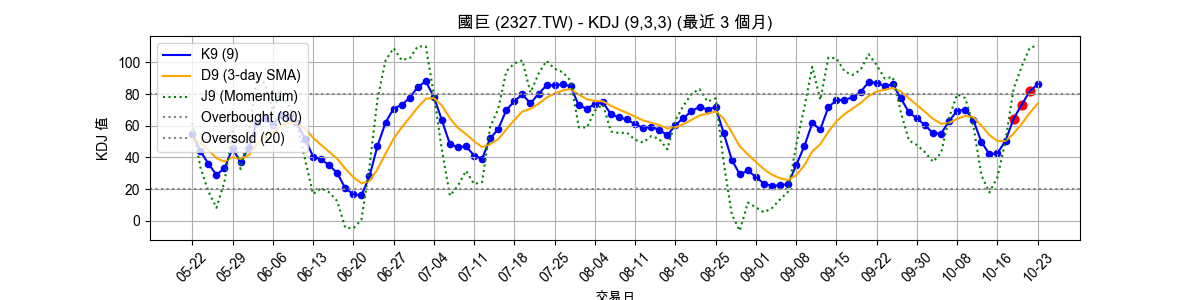 國巨 (2327.TW) - KDJ (9,3,3) (最近 3 個月)
K9 (9)
D9 (3-day SMA)
J9 (Momentum)
Overbought (80)
Oversold (20)
KDJ 值
100
80
60
40
20
0
05-22 05-29 06-06 06-13 06-20 06-27 07-04 07-11 07-18 07-25 08-04 08-11 08-18 08-25 09-01 09-08 09-15 09-22 09-30 10-08 10-16 10-23
交易日